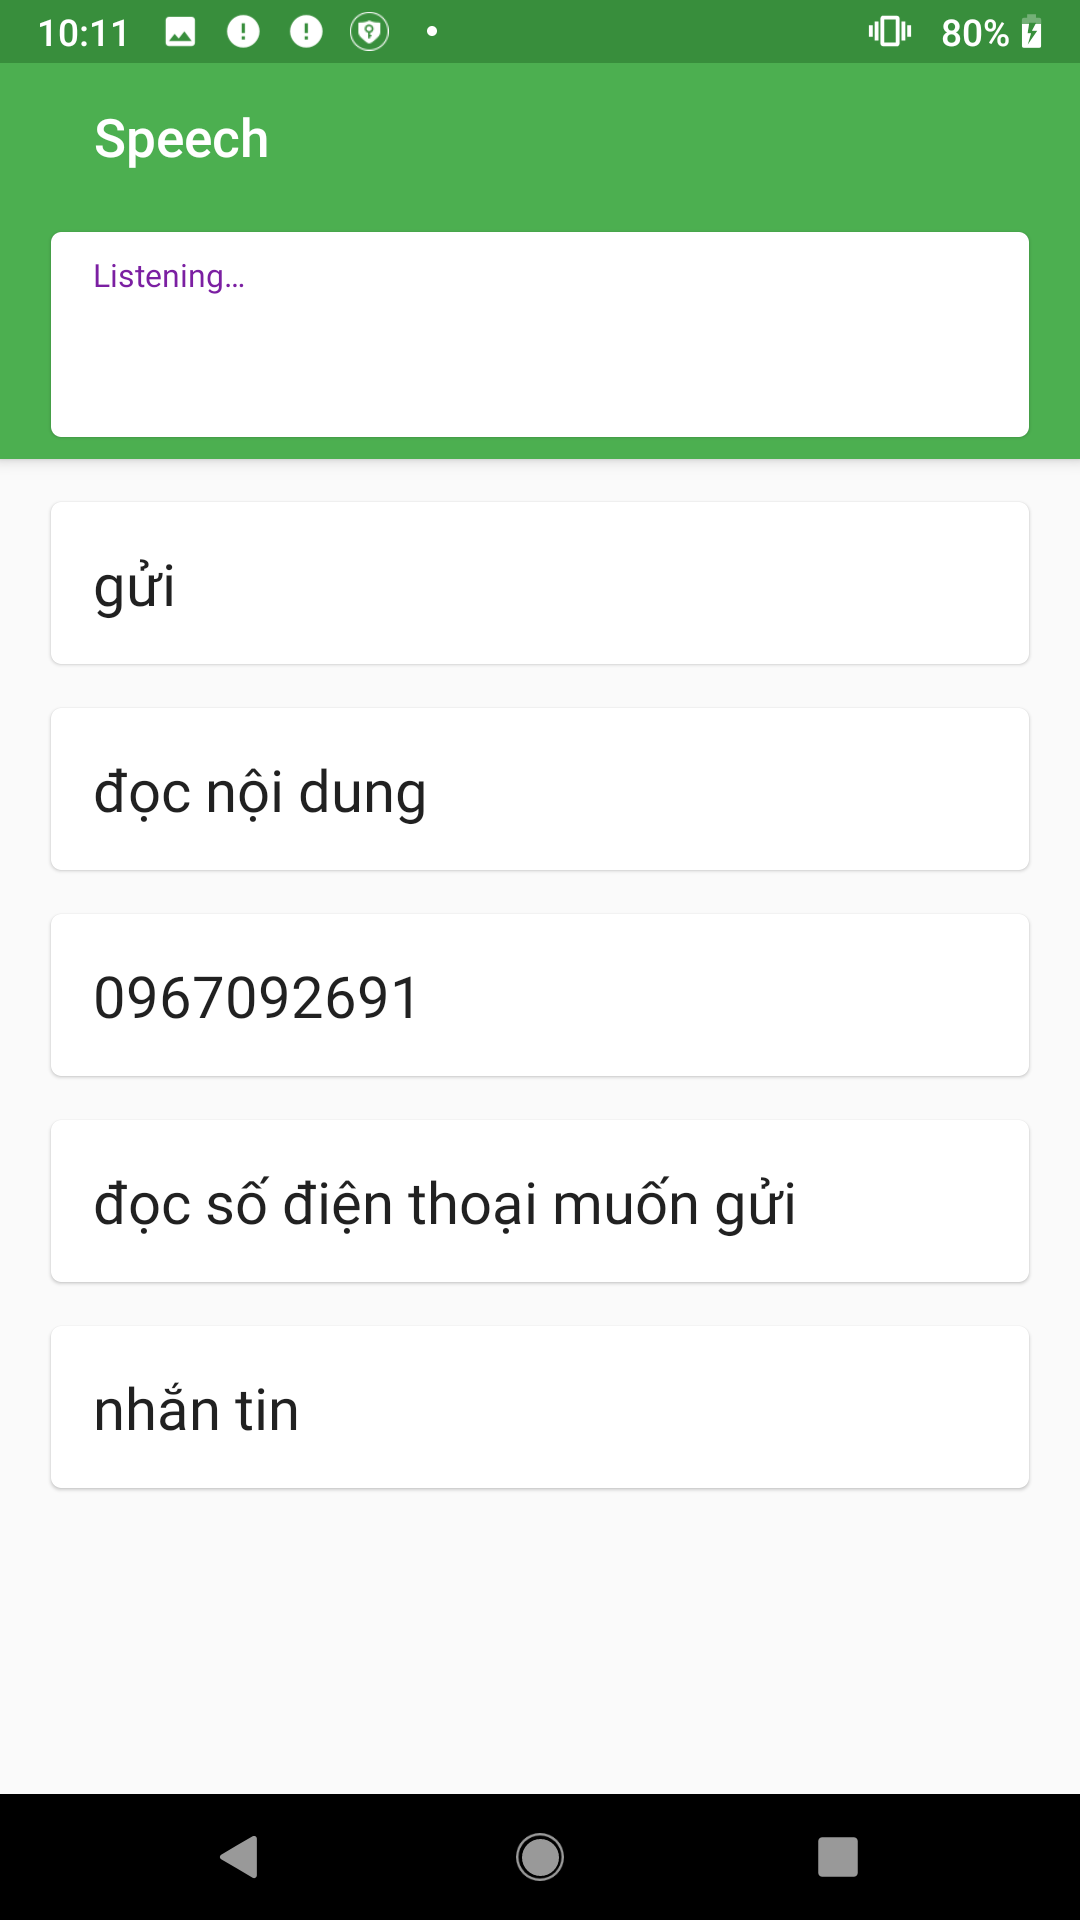 10:11
80%
Speech
Listening...
gửi
đọc nội dung
0967092691
đọc số điện thoại muốn gửi
nhắn tin